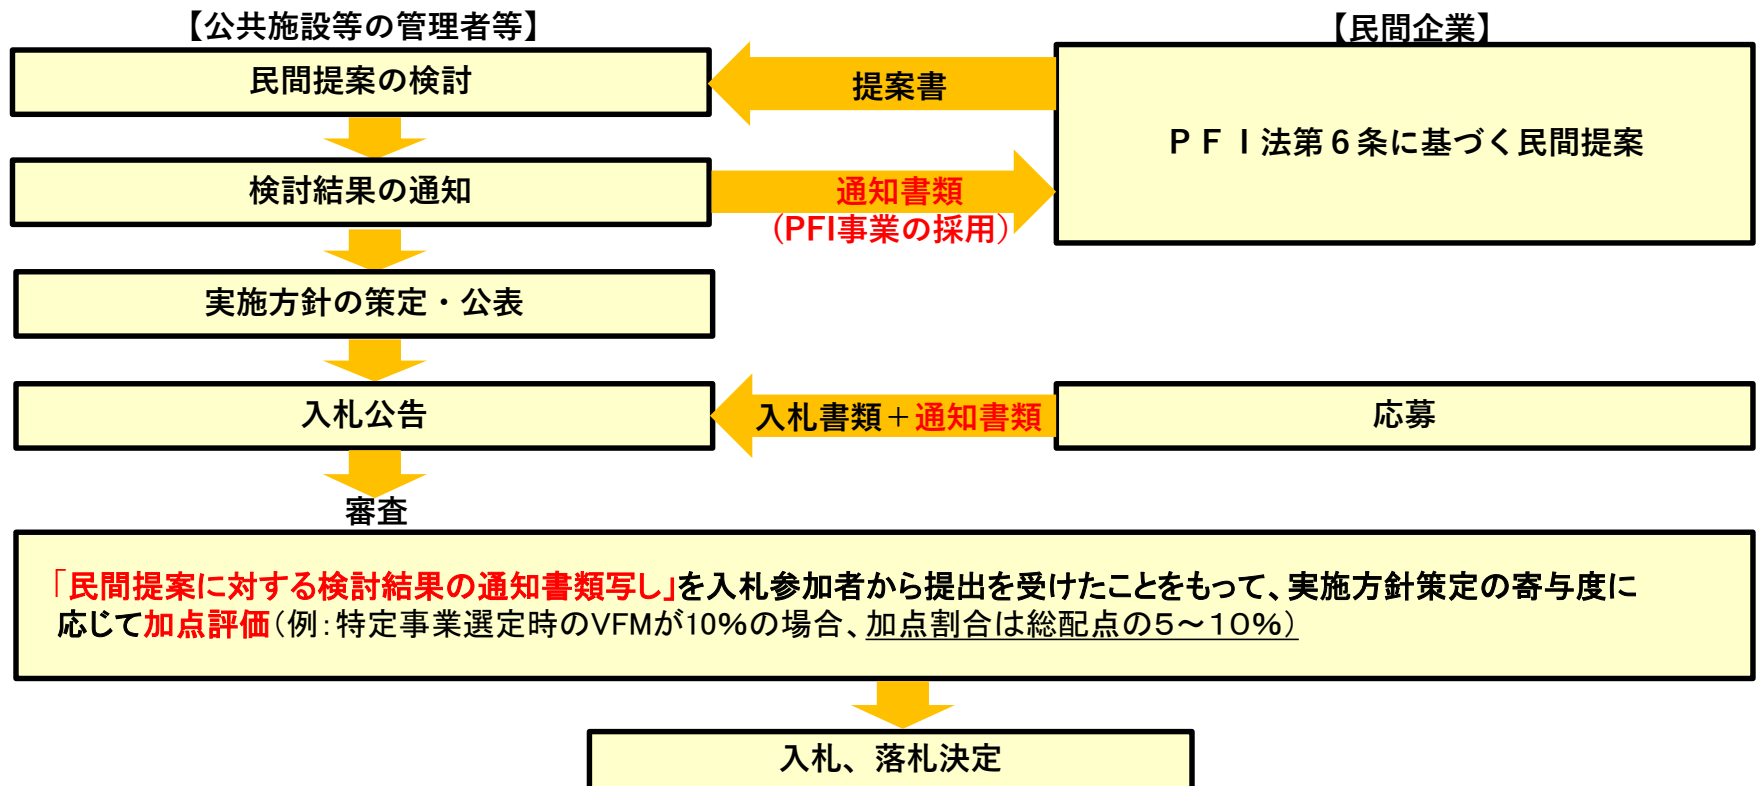 【公共施設等の管理者等】
【民間企業】
民間提案の検討
提案書
ＰＦＩ法第６条に基づく民間提案
検討結果の通知
通知書類
（PFI事業の採用）
実施方針の策定・公表
入札公告
入札書類＋通知書類
応募
審査
「民間提案に対する検討結果の通知書類写し」を入札参加者から提出を受けたことをもって、実施方針策定の寄与度に
応じて加点評価（例：特定事業選定時のVFMが10%の場合、加点割合は総配点の５～１０％）
入札、落札決定